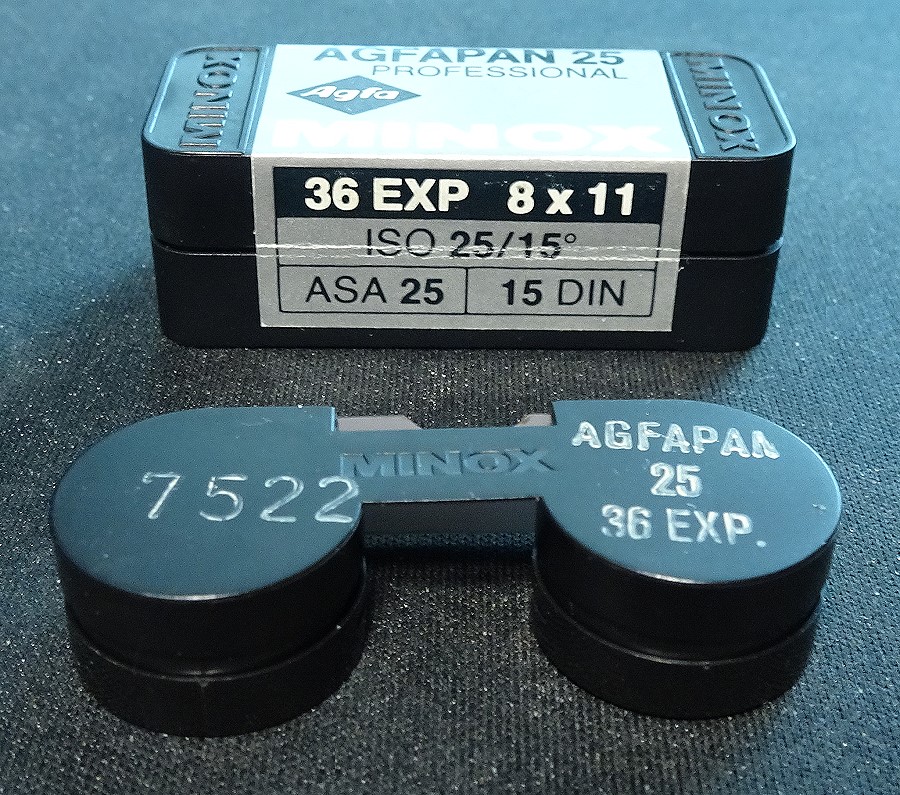 MINOX
AGFAPAN 25
PROFESSIONAL
Agfa
MINOX
MINOX
36 EXP 8 x 11
ISO 25/15°
ASA 25 15 DIN
7522
MINOX
AGFAPAN
25
36 EXP.